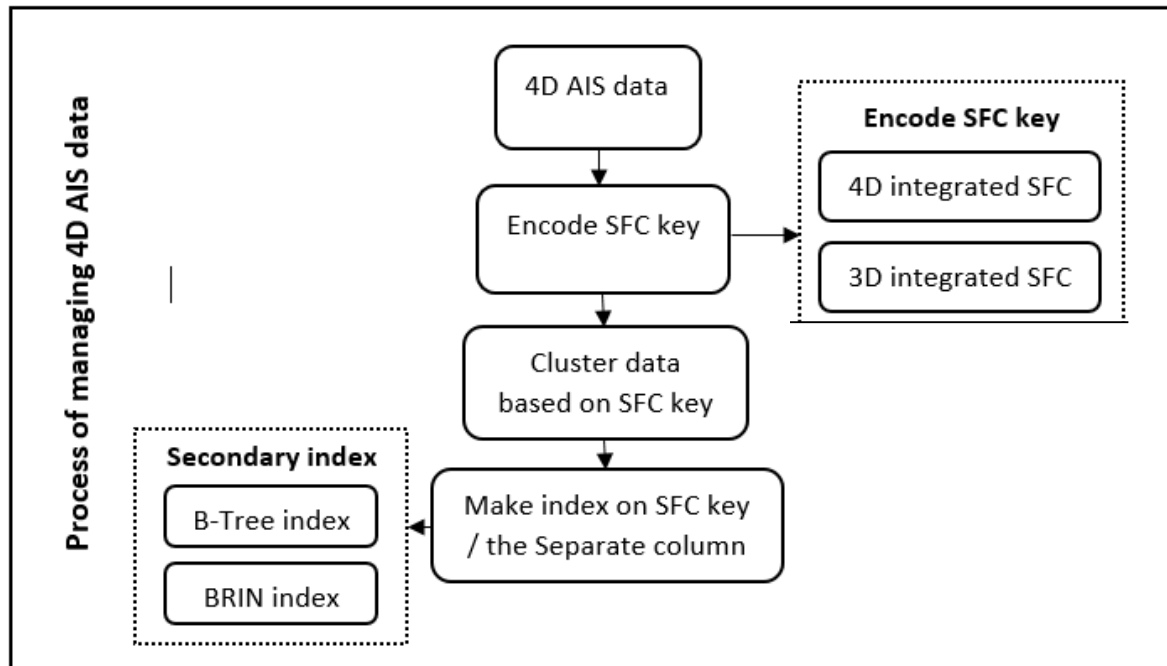 Process of managing 4D AIS data
4D AIS data
Encode SFC key
Encode SFC key
4D integrated SFC
3D integrated SFC
Cluster data
based on SFC key
Make index on SFC key
/ the Separate column
Secondary index
B-Tree index
BRIN index